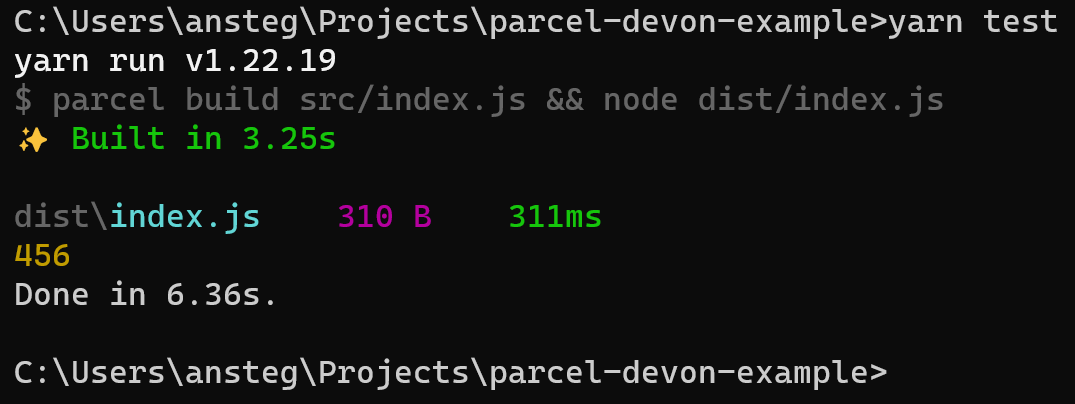 C:\Users\ansteg\Projects\parcel-devon-example>yarn test
yarn run v1.22.19
$ parcel build src/index.js && node dist/index.js
✨ Built in 3.25s
dist\index.js 310 B 311ms
456
Done in 6.36s.
C:\Users\ansteg\Projects\parcel-devon-example>